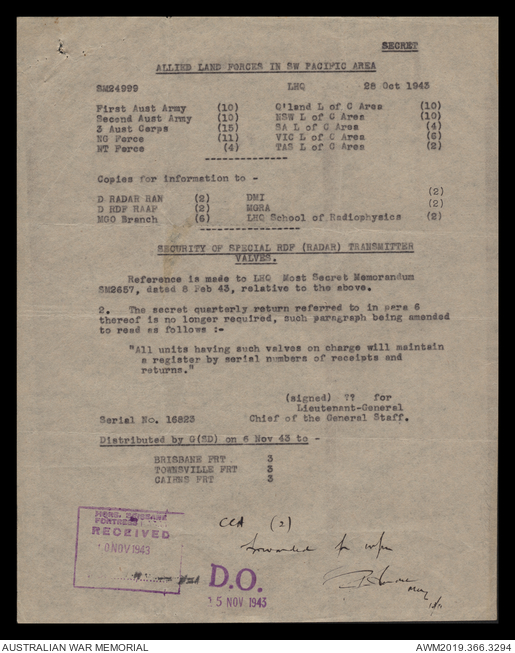 SECRET
ALLIED LAND FORCES IN SW PACIFIC AREA
SM24999 LHQ 28 Oct 1943
First Aust Army (10) Q'land L of C Area (10)
Second Aust Army (10) NSW L of C Area (10)
3 Aust Corps (15) SA L of C Area (4)
NG Force (11) VIC L of C Area (6)
NT Force (4) TAS L of C Area (2)
---------------
Copies for information to -
D RADAR RAN (2) DMI (2)
D RDF RAAF (2) MGRA (2)
MGO Branch (6) LHQ School of Radiophysics (2)
------------------
SECURITY OF SPECIAL RDF (RADAR) TRANSMITTER
VALVES.
Reference is made to LHQ Most Secret Memorandum
SM2657, dated 8 Feb 43, relative to the above.
2. The secret quarterly return referred to in para 6
thereof is no longer required, such paragraph being amended
to read as follows :-
"All units having such valves on charge will maintain
a register by serial numbers of receipts and
returns."
(signed) ?? for
Lieutenant-General
Serial No. 16823 Chief of the General Staff.
Distributed by G(SD) on 6 Nov 43 to -
BRISBANE FRT . 3
TOWNSVILLE FRT 3
CAIRNS FRT 3
HQRS. BRISBANE
FORTRESS
RECEIVED
10 NOV 1943
CCA (2)
Forwarded for info
D.O.
15 NOV 1943
AUSTRALIAN WAR MEMORIAL AWM2019.366.3294